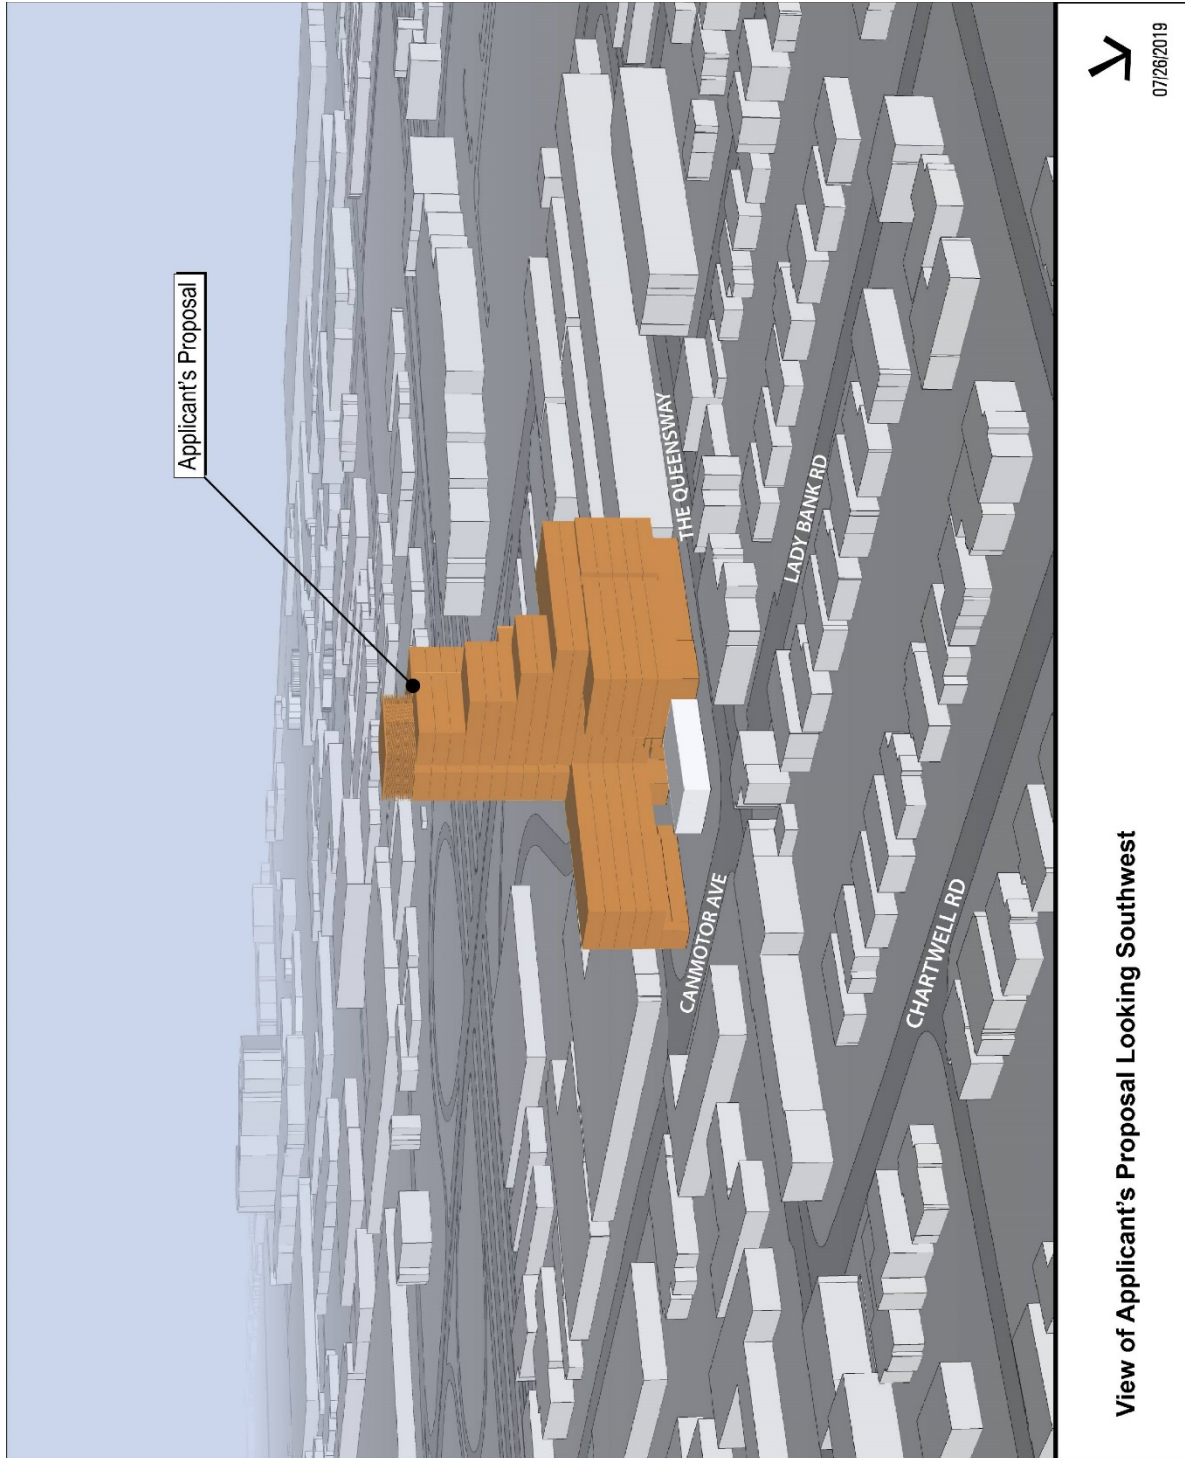 Applicant's Proposal
THE QUEENSWAY
LADY BANK RD
CANMOTOR AVE
CHARTWELL RD
View of Applicant's Proposal Looking Southwest
07/26/2019